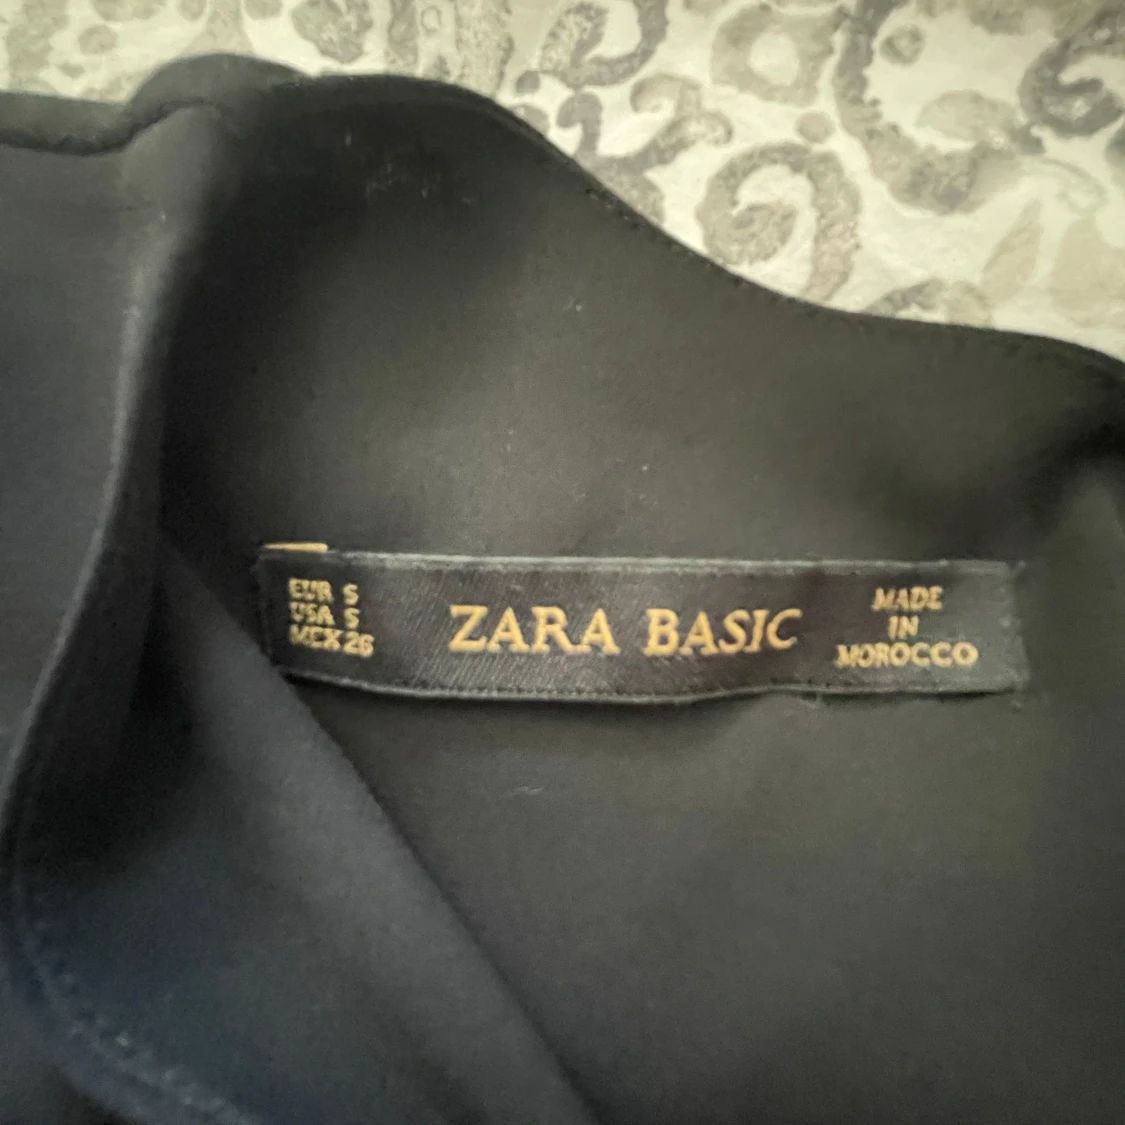 EUR S
USA S
MEX 26
ZARA BASIC
MADE
IN
MOROCCO